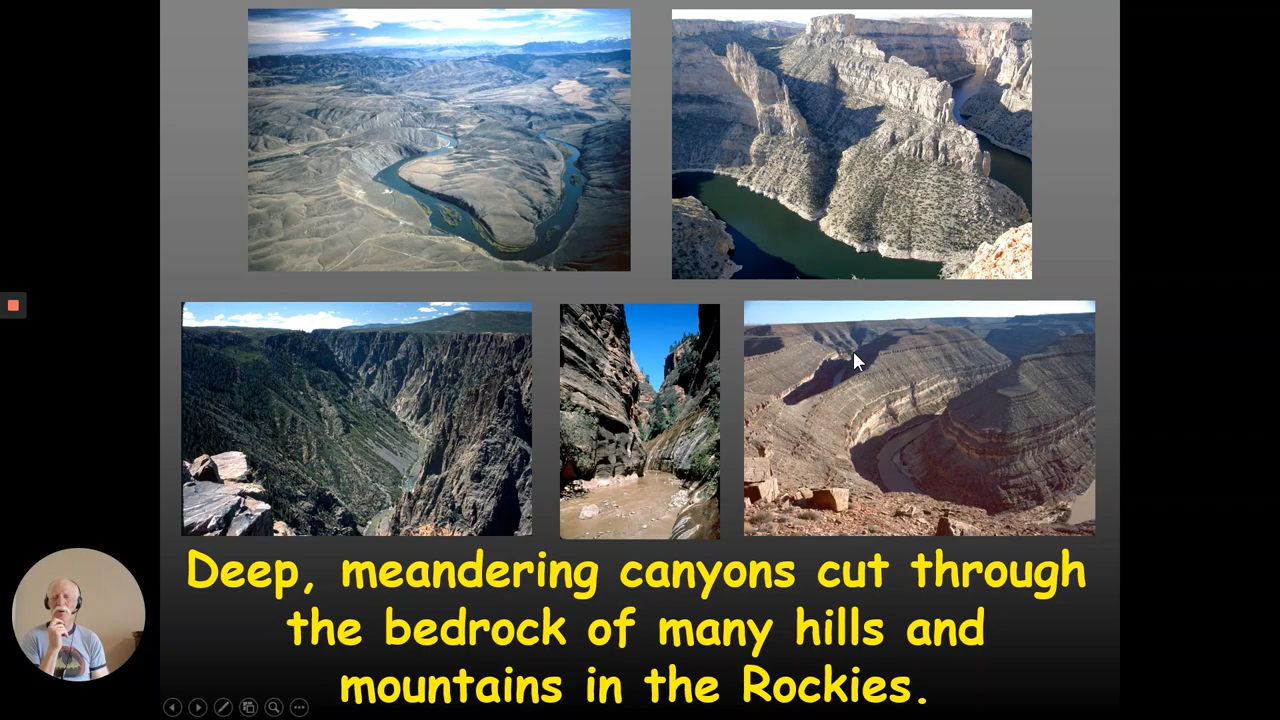 Deep, meandering canyons cut through
the bedrock of many hills and
mountains in the Rockies.